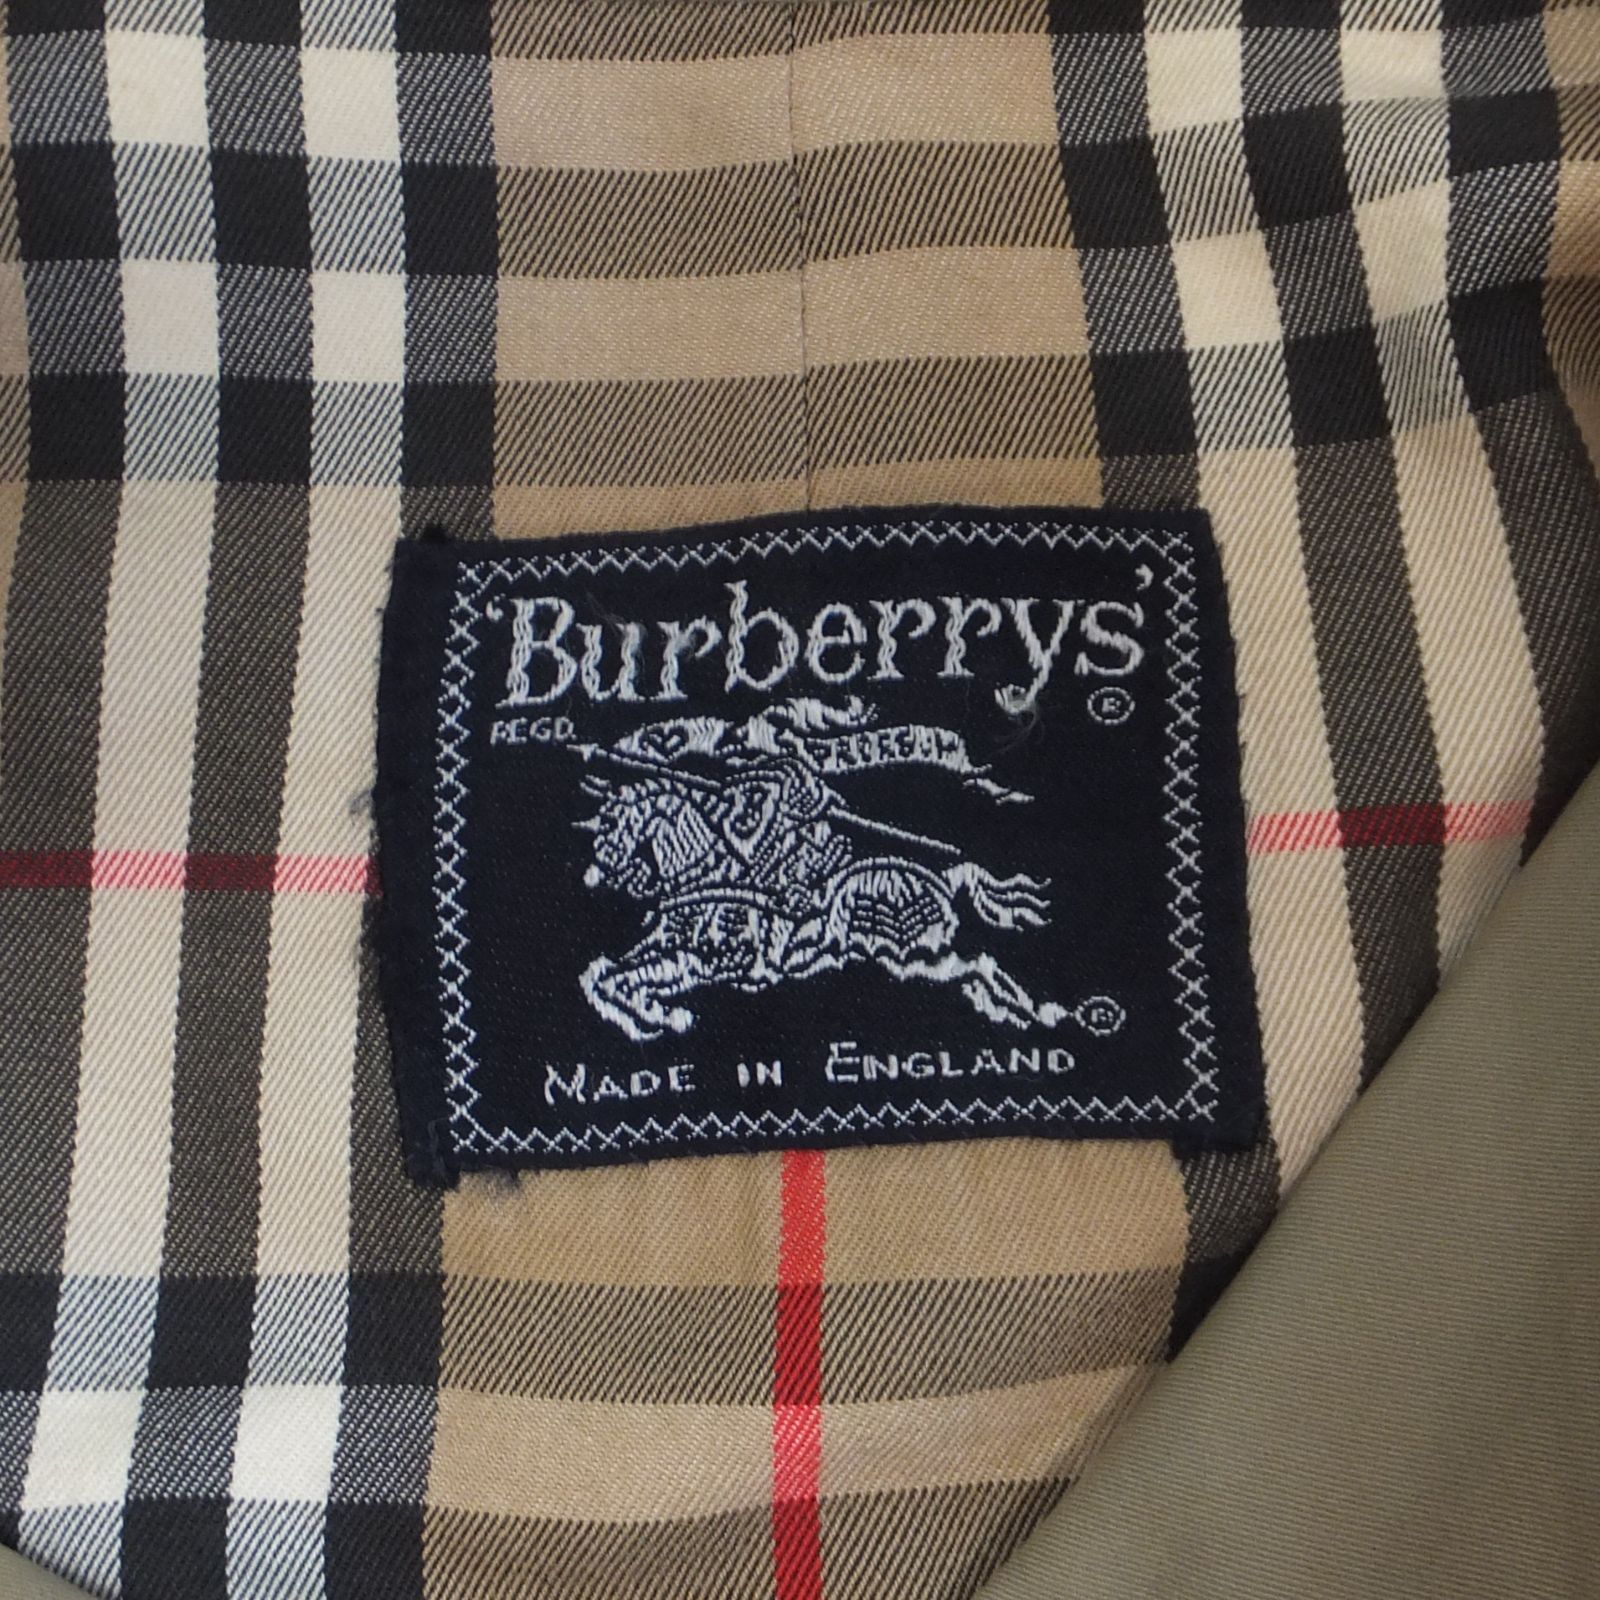 ‘Burberrys’
®
REGD.
®
MADE IN ENGLAND